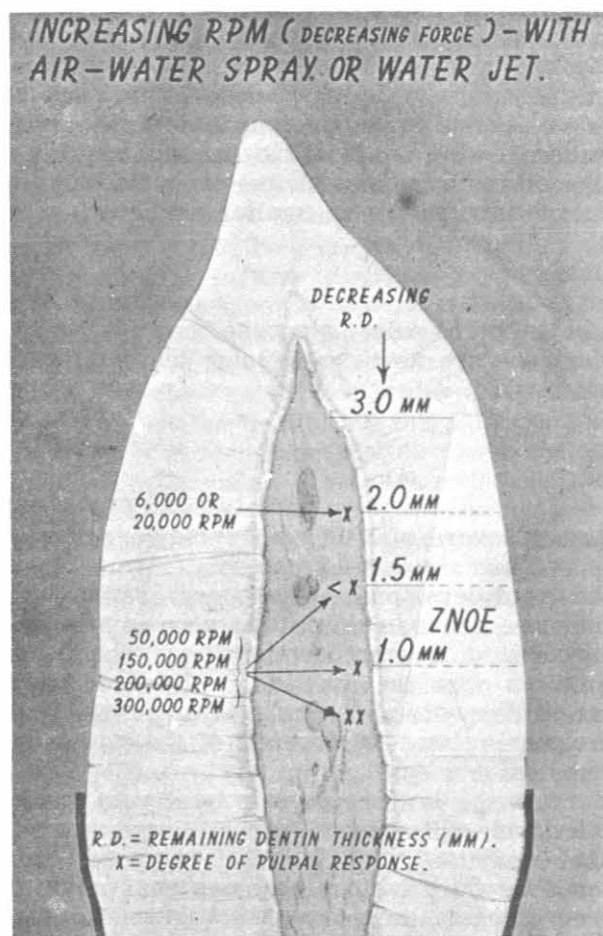 INCREASING RPM (DECREASING FORCE) - WITH
AIR-WATER SPRAY OR WATER JET.
DECREASING
R.D.
3.0 MM
6,000 OR
20,000 RPM
X
2.0 MM
< X
1.5 MM
ZNOE
50,000 RPM
150,000 RPM
200,000 RPM
300,000 RPM
X
1.0 MM
XX
R.D. = REMAINING DENTIN THICKNESS (MM).
X = DEGREE OF PULPAL RESPONSE.